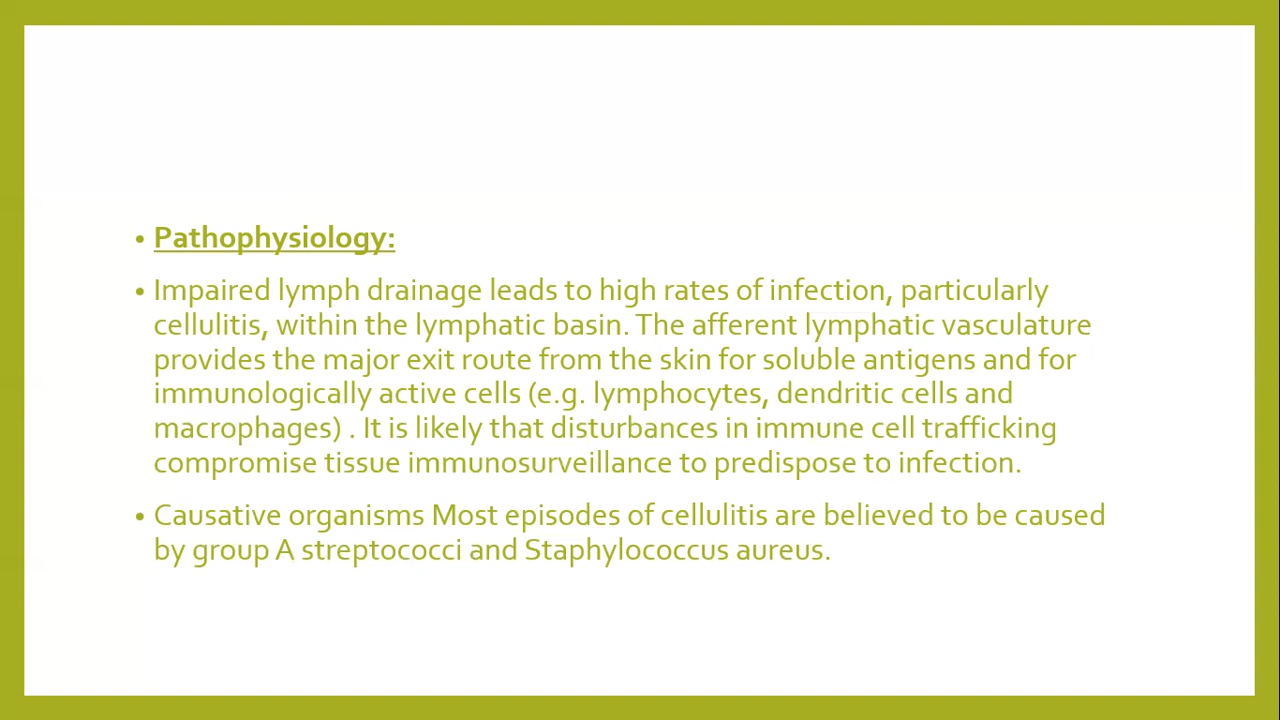 • Pathophysiology:
• Impaired lymph drainage leads to high rates of infection, particularly
cellulitis, within the lymphatic basin. The afferent lymphatic vasculature
provides the major exit route from the skin for soluble antigens and for
immunologically active cells (e.g. lymphocytes, dendritic cells and
macrophages) . It is likely that disturbances in immune cell trafficking
compromise tissue immunosurveillance to predispose to infection.
• Causative organisms Most episodes of cellulitis are believed to be caused
by group A streptococci and Staphylococcus aureus.